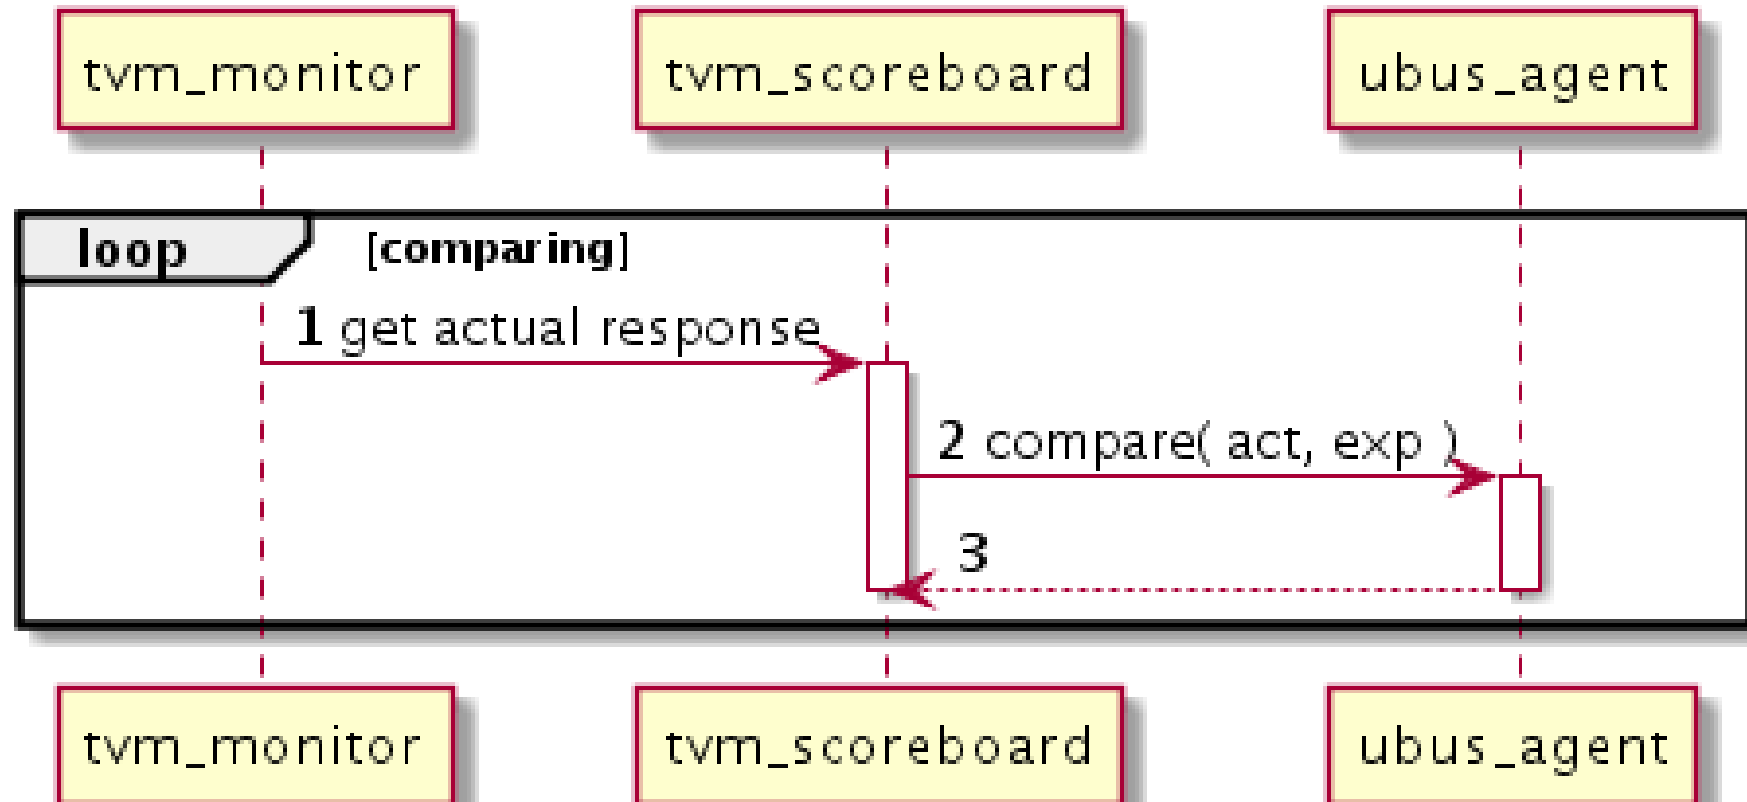 tvm_monitor tvm_scoreboard ubus_agent
loop [comparing]
1 get actual response
2 compare( act, exp )
3
tvm_monitor tvm_scoreboard ubus_agent